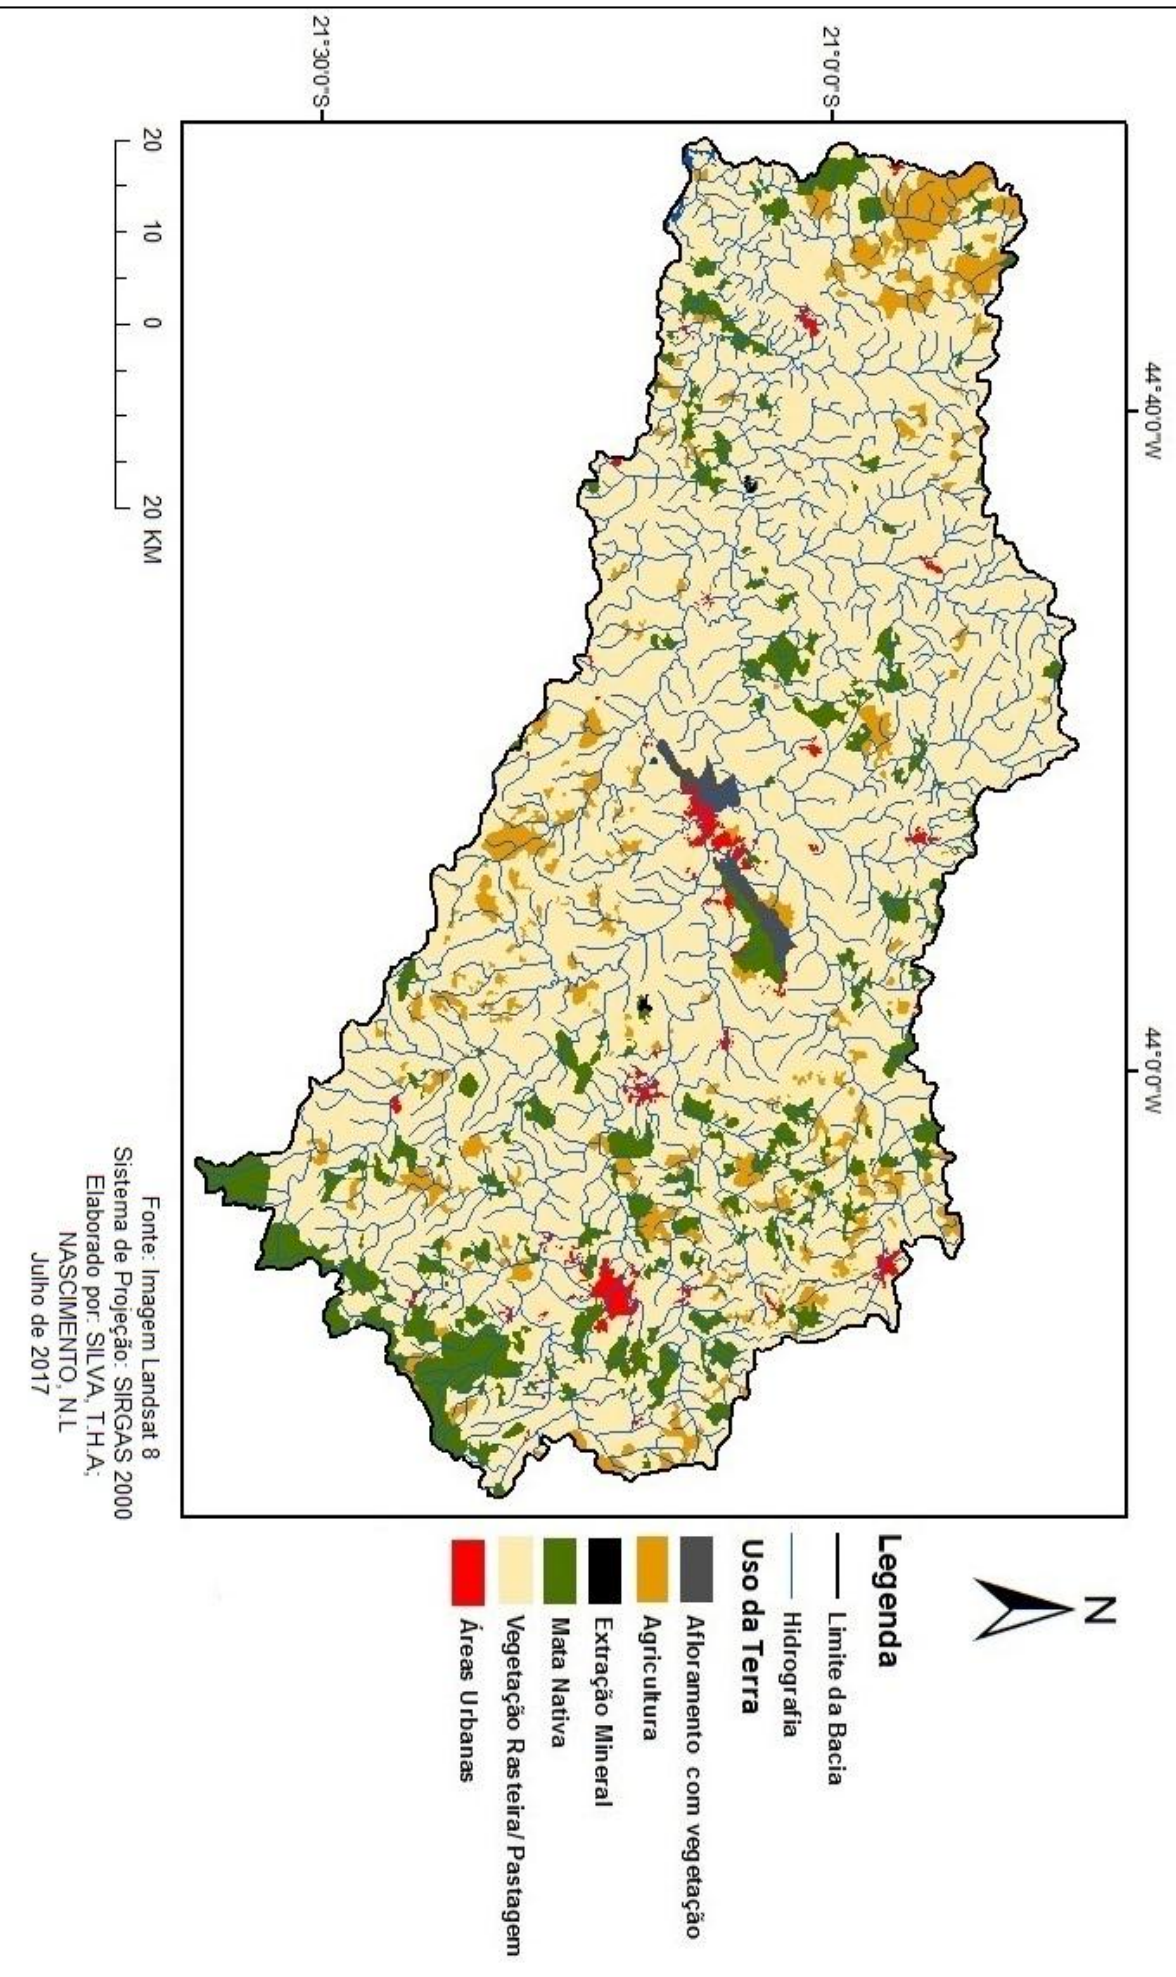 44°40'0"W
44°0'0"W
21°0'0"S
21°30'0"S
N
Legenda
Limite da Bacia
Hidrografia
Uso da Terra
Afloramento com vegetação
Agricultura
Extração Mineral
Mata Nativa
Vegetação Rasteira/ Pastagem
Áreas Urbanas
20 10 0 20 KM
Fonte: Imagem Landsat 8
Sistema de Projeção: SIRGAS 2000
Elaborado por: SILVA, T.H.A;
NASCIMENTO, N.L
Julho de 2017